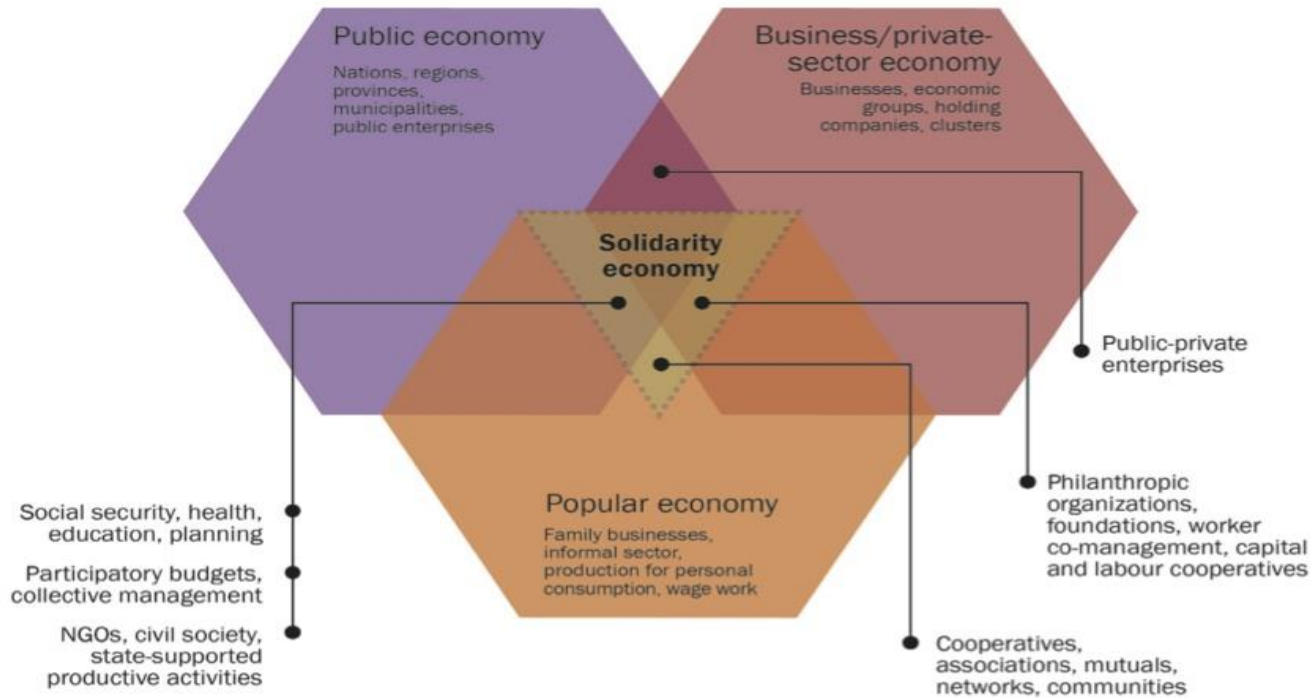 Public economy
Nations, regions,
provinces,
municipalities,
public enterprises
Business/private-
sector economy
Businesses, economic
groups, holding
companies, clusters
Solidarity
economy
Public-private
enterprises
Popular economy
Family businesses,
informal sector,
production for personal
consumption, wage work
Social security, health,
education, planning
Participatory budgets,
collective management
NGOs, civil society,
state-supported
productive activities
Philanthropic
organizations,
foundations, worker
co-management, capital
and labour cooperatives
Cooperatives,
associations, mutuals,
networks, communities